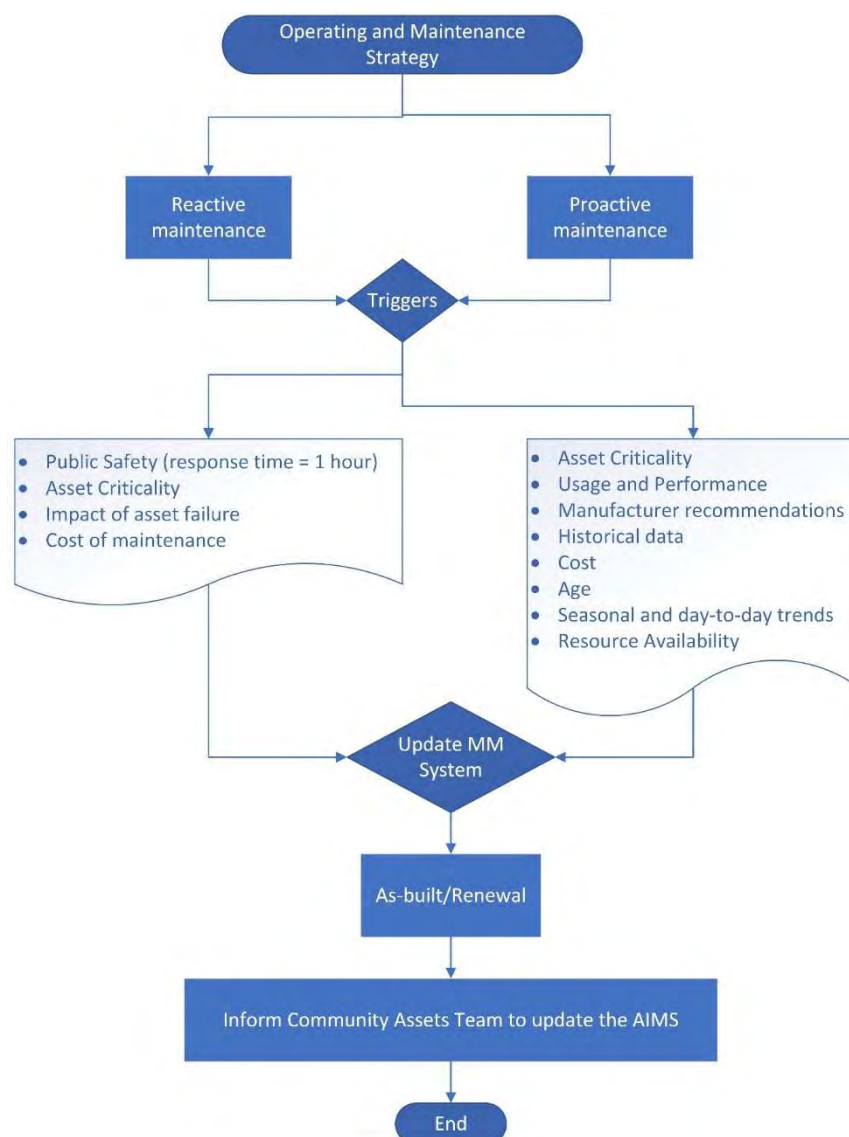 Operating and Maintenance
Strategy
Reactive
maintenance
Proactive
maintenance
Triggers
• Public Safety (response time = 1 hour)
• Asset Criticality
• Impact of asset failure
• Cost of maintenance
• Asset Criticality
• Usage and Performance
• Manufacturer recommendations
• Historical data
• Cost
• Age
• Seasonal and day-to-day trends
• Resource Availability
Update MM
System
As-built/Renewal
Inform Community Assets Team to update the AIMS
End